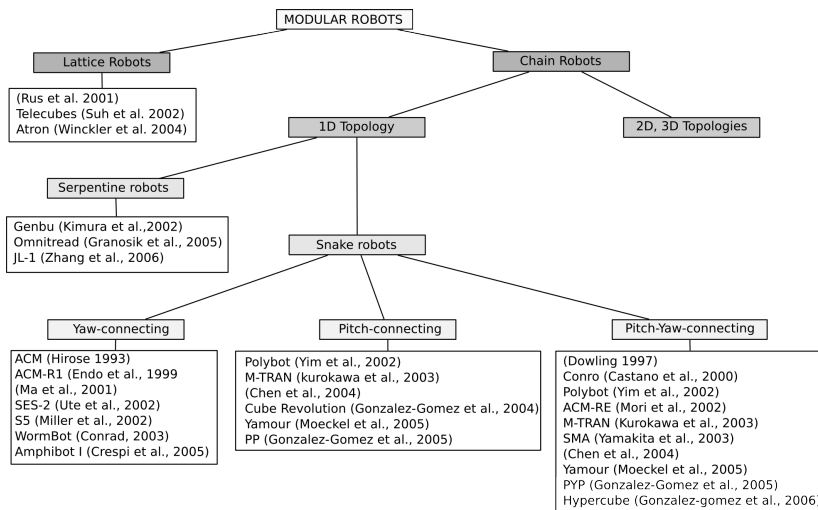 MODULAR ROBOTS
Lattice Robots
Chain Robots
(Rus et al. 2001)
Telecubes (Suh et al. 2002)
Atron (Winckler et al. 2004)
1D Topology
2D, 3D Topologies
Serpentine robots
Genbu (Kimura et al.,2002)
Omnitread (Granosik et al., 2005)
JL-1 (Zhang et al., 2006)
Snake robots
Yaw-connecting
Pitch-connecting
Pitch-Yaw-connecting
ACM (Hirose 1993)
ACM-R1 (Endo et al., 1999
(Ma et al., 2001)
SES-2 (Ute et al., 2002)
S5 (Miller et al., 2002)
WormBot (Conrad, 2003)
Amphibot I (Crespi et al., 2005)
Polybot (Yim et al., 2002)
M-TRAN (kurokawa et al., 2003)
(Chen et al., 2004)
Cube Revolution (Gonzalez-Gomez et al., 2004)
Yamour (Moeckel et al., 2005)
PP (Gonzalez-Gomez et al., 2005)
(Dowling 1997)
Conro (Castano et al., 2000)
Polybot (Yim et al., 2002)
ACM-RE (Mori et al., 2002)
M-TRAN (Kurokawa et al., 2003)
SMA (Yamakita et al., 2003)
(Chen et al., 2004)
Yamour (Moeckel et al., 2005)
PYP (Gonzalez-Gomez et al., 2005)
Hypercube (Gonzalez-gomez et al., 2006)